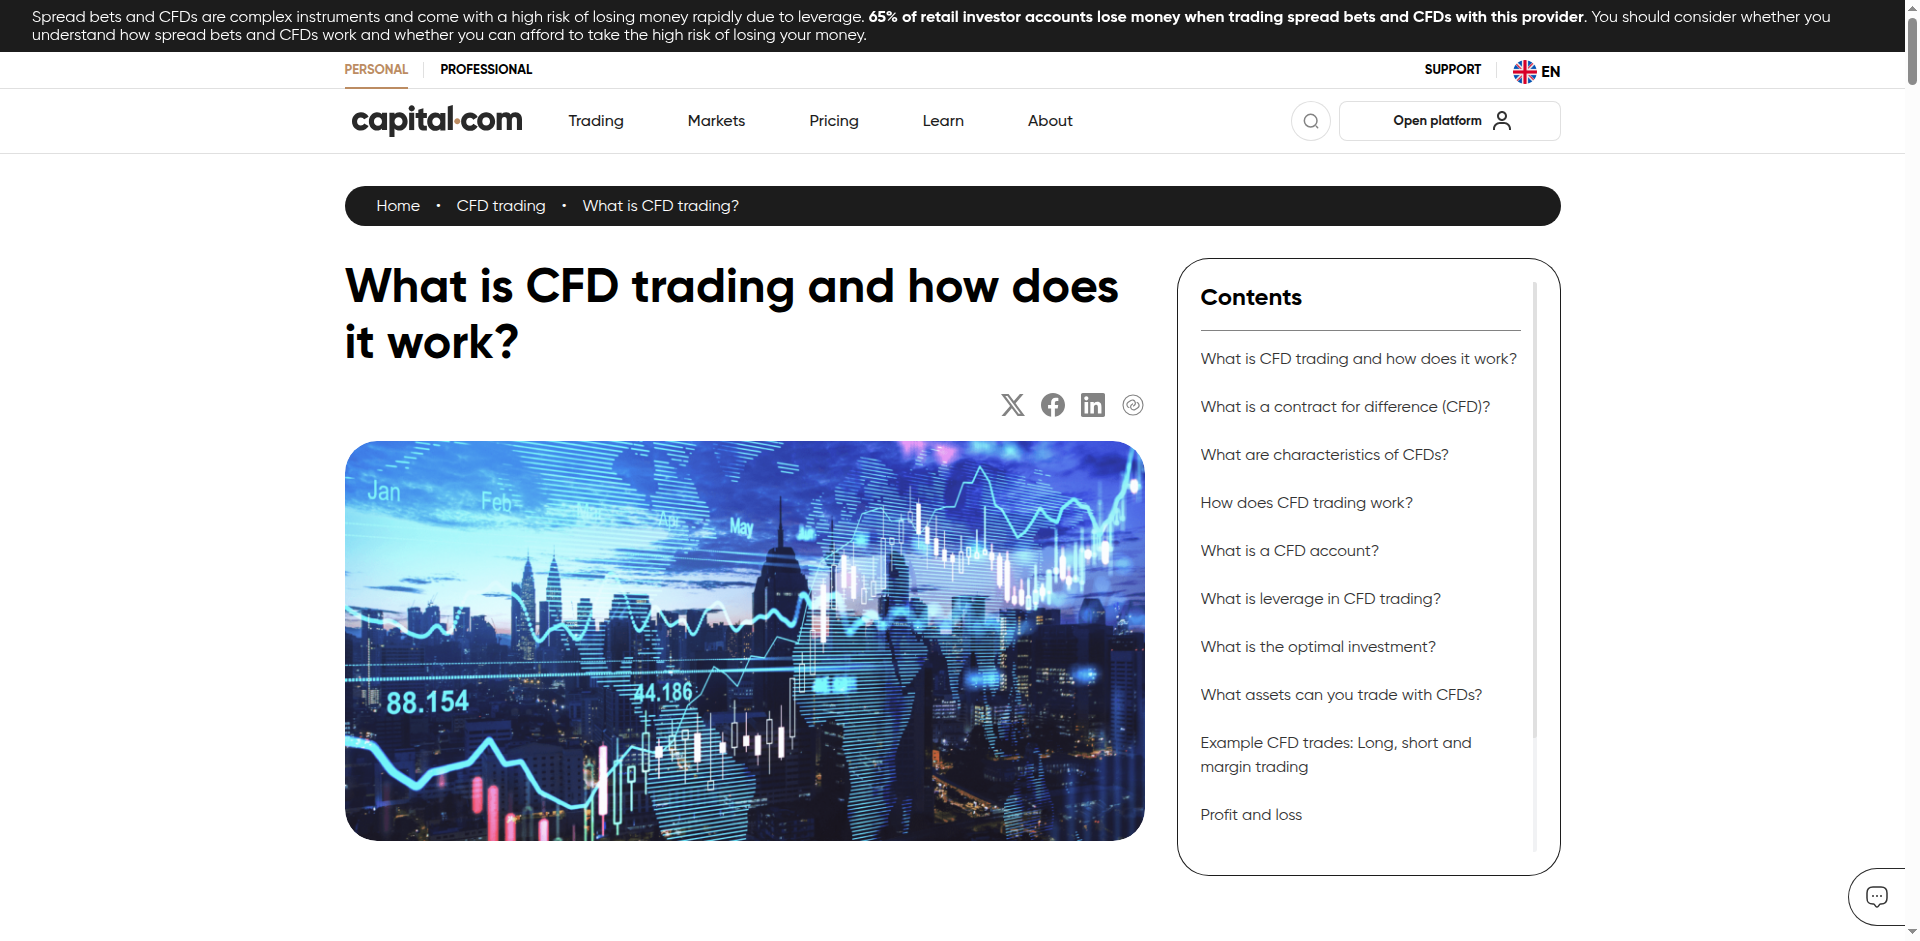 Spread bets and CFDs are complex instruments and come with a high risk of losing money rapidly due to leverage. 65% of retail investor accounts lose money when trading spread bets and CFDs with this provider. You should consider whether you
understand how spread bets and CFDs work and whether you can afford to take the high risk of losing your money.
PERSONAL
PROFESSIONAL
SUPPORT
EN
capital.com
Trading
Markets
Pricing
Learn
About
Open platform
Home • CFD trading • What is CFD trading?
What is CFD trading and how does
it work?
Jan
Feb
May
88.154
44.186
Contents
What is CFD trading and how does it work?
What is a contract for difference (CFD)?
What are characteristics of CFDs?
How does CFD trading work?
What is a CFD account?
What is leverage in CFD trading?
What is the optimal investment?
What assets can you trade with CFDs?
Example CFD trades: Long, short and
margin trading
Profit and loss